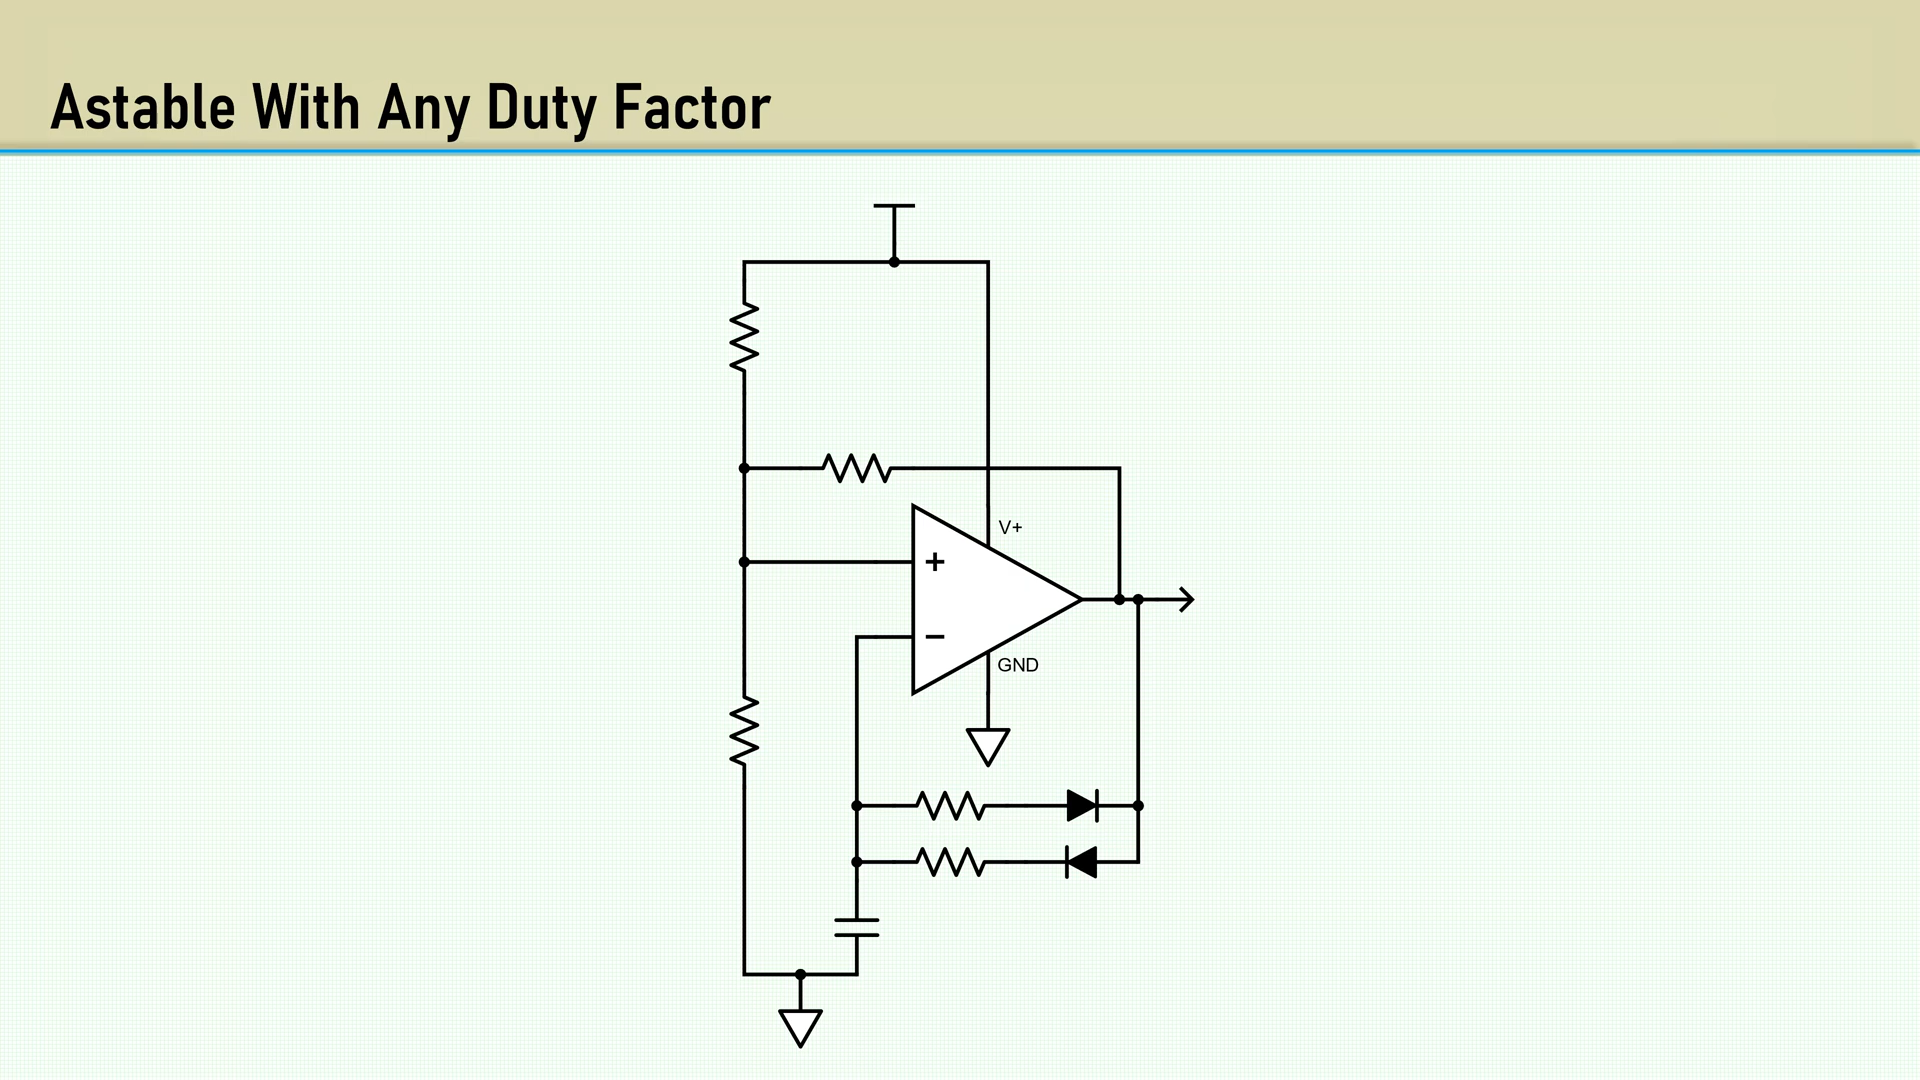 Astable With Any Duty Factor
V+
+
−
GND